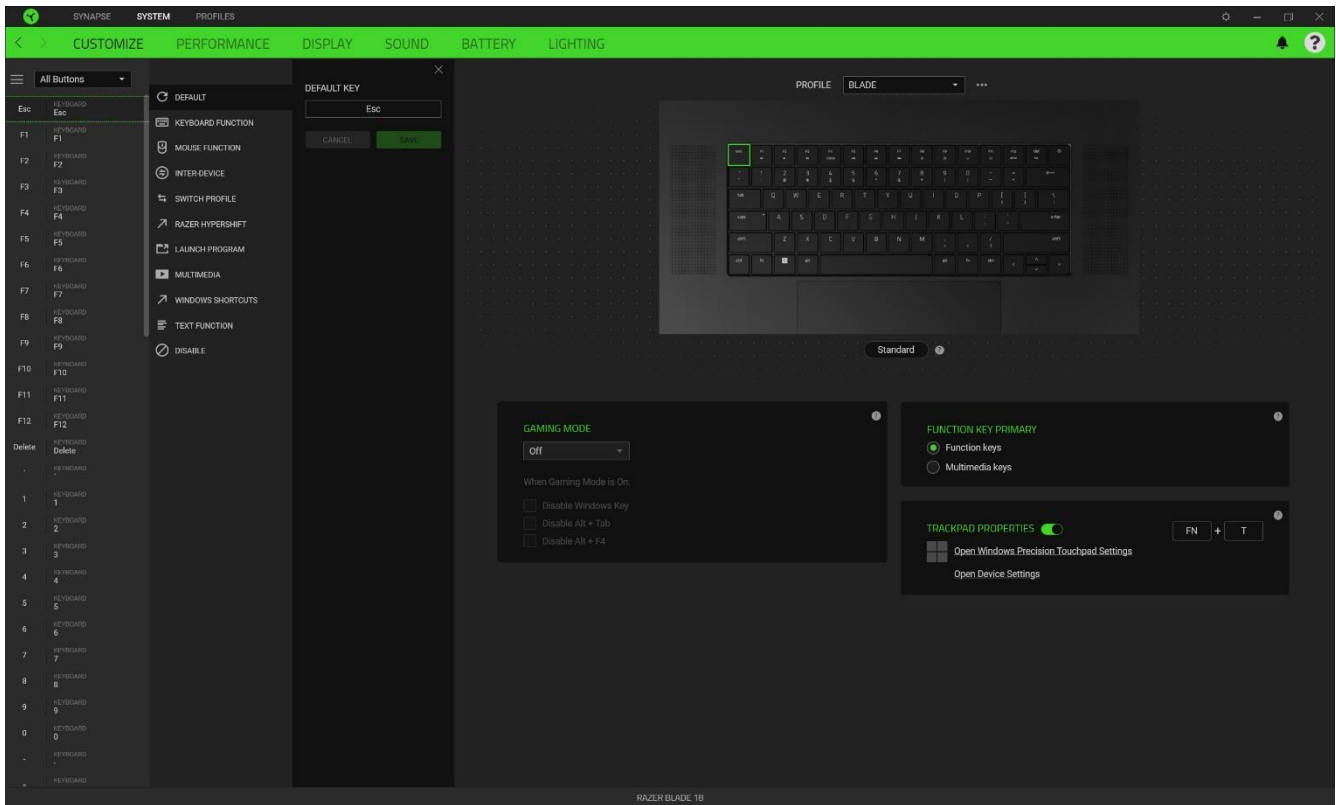 SYNAPSE SYSTEM PROFILES
CUSTOMIZE PERFORMANCE DISPLAY SOUND BATTERY LIGHTING
All Buttons
Esc KEYBOARD
Esc
F1 KEYBOARD
F1
F2 KEYBOARD
F2
F3 KEYBOARD
F3
F4 KEYBOARD
F4
F5 KEYBOARD
F5
F6 KEYBOARD
F6
F7 KEYBOARD
F7
F8 KEYBOARD
F8
F9 KEYBOARD
F9
F10 KEYBOARD
F10
F11 KEYBOARD
F11
F12 KEYBOARD
F12
Delete KEYBOARD
Delete
KEYBOARD
1 KEYBOARD
1
2 KEYBOARD
2
3 KEYBOARD
3
4 KEYBOARD
4
5 KEYBOARD
5
6 KEYBOARD
6
7 KEYBOARD
7
8 KEYBOARD
8
9 KEYBOARD
9
0 KEYBOARD
0
- KEYBOARD
-
KEYBOARD
DEFAULT
KEYBOARD FUNCTION
MOUSE FUNCTION
INTER-DEVICE
SWITCH PROFILE
RAZER HYPERSHIFT
LAUNCH PROGRAM
MULTIMEDIA
WINDOWS SHORTCUTS
TEXT FUNCTION
DISABLE
DEFAULT KEY
Esc
CANCEL SAVE
PROFILE BLADE
Q W E R T Y U I O P
A S D F G H J K L
Z X C V B N M
Standard
GAMING MODE
Off
When Gaming Mode is On:
Disable Windows Key
Disable Alt + Tab
Disable Alt + F4
FUNCTION KEY PRIMARY
Function keys
Multimedia keys
TRACKPAD PROPERTIES FN + T
Open Windows Precision Touchpad Settings
Open Device Settings
RAZER BLADE 18